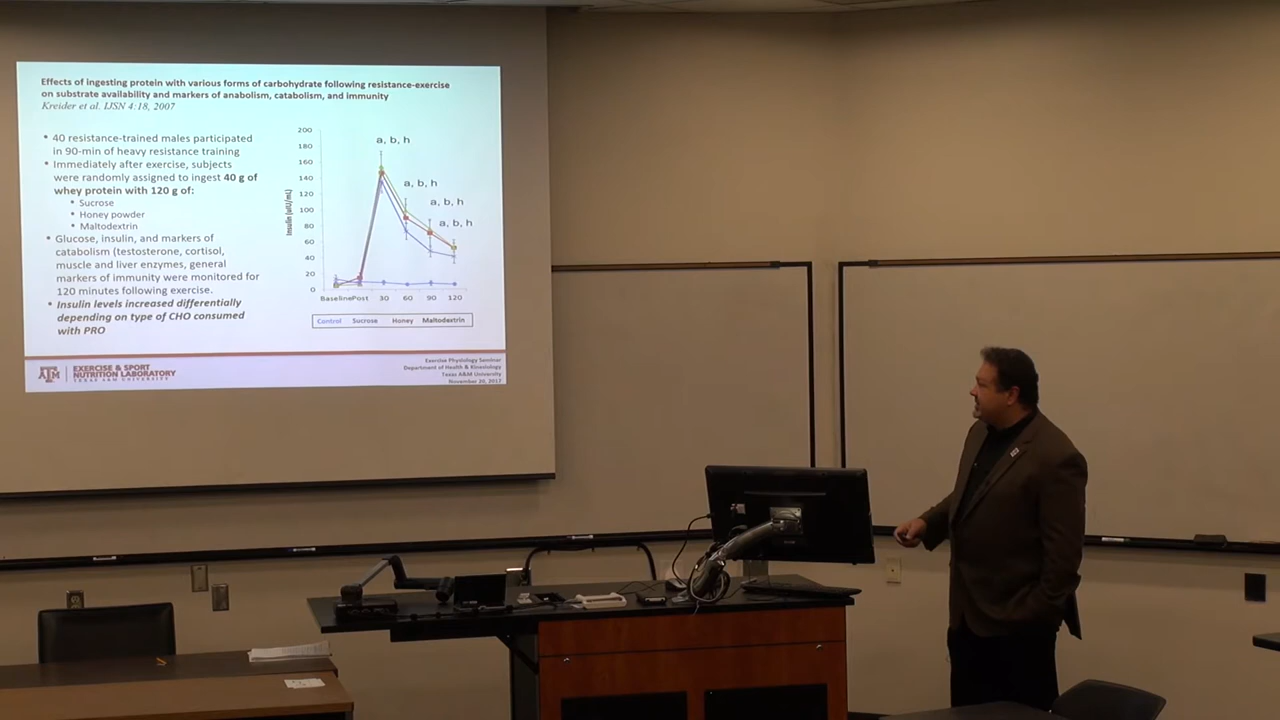 Effects of ingesting protein with various forms of carbohydrate following resistance-exercise
on substrate availability and markers of anabolism, catabolism, and immunity
Kreider et al. IJSN 4:18, 2007
• 40 resistance-trained males participated
in 90-min of heavy resistance training
• Immediately after exercise, subjects
were randomly assigned to ingest 40 g of
whey protein with 120 g of:
• Sucrose
• Honey powder
• Maltodextrin
• Glucose, insulin, and markers of
catabolism (testosterone, cortisol,
muscle and liver enzymes, general
markers of immunity were monitored for
120 minutes following exercise.
• Insulin levels increased differentially
depending on type of CHO consumed
with PRO
200
180
160
140
120
100
80
60
40
20
0
Insulin (uIU/mL)
a, b, h
a, b, h
a, b, h
a, b, h
Baseline Post 30 60 90 120
Control Sucrose Honey Maltodextrin
ATM
EXERCISE & SPORT
NUTRITION LABORATORY
TEXAS A&M UNIVERSITY
Exercise Physiology Seminar
Department of Health & Kinesiology
Texas A&M University
November 20, 2017